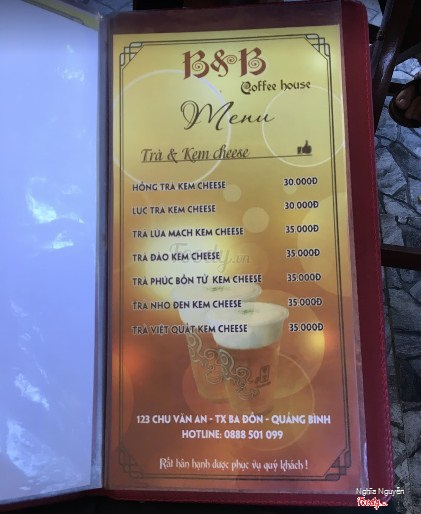 B&B
Coffee house
Menu
Trà & Kem cheese
HỒNG TRÀ KEM CHEESE 30.000Đ
LỤC TRÀ KEM CHEESE 30.000Đ
TRÀ LÚA MẠCH KEM CHEESE 35.000Đ
TRÀ ĐÀO KEM CHEESE 35.000Đ
Foody.vn
TRÀ PHÚC BỒN TỬ KEM CHEESE 35.000Đ
TRÀ NHO ĐEN KEM CHEESE 35.000Đ
TRÀ VIỆT QUẤT KEM CHEESE 35.000Đ
123 CHU VĂN AN - TX BA ĐỒN - QUẢNG BÌNH
HOTLINE: 0888 501 099
Rất hân hạnh được phục vụ quý khách !
Nghĩa Nguyễn
Foody.vn